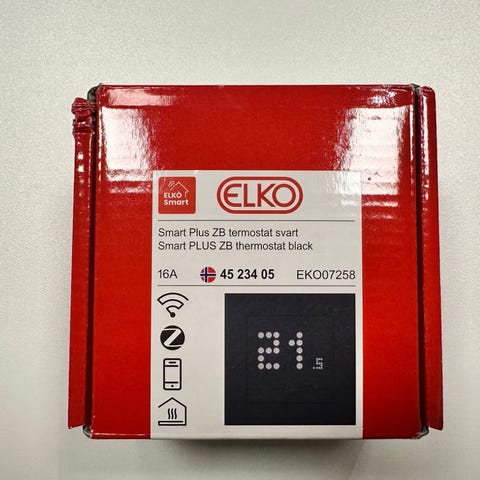 ELKO
Smart
ELKO
Smart Plus ZB termostat svart
Smart PLUS ZB thermostat black
16A 45 234 05 EKO07258
21.5